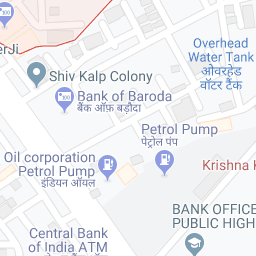 erJi
Overhead
Water Tank
ओवरहेड
वॉटर टैंक
Shiv Kalp Colony
Bank of Baroda
बैंक ऑफ़ बड़ौदा
Petrol Pump
पेट्रोल पंप
Oil corporation
Petrol Pump
इंडियन ऑयल
Krishna K
BANK OFFIC
PUBLIC HIGH
Central Bank
of India ATM